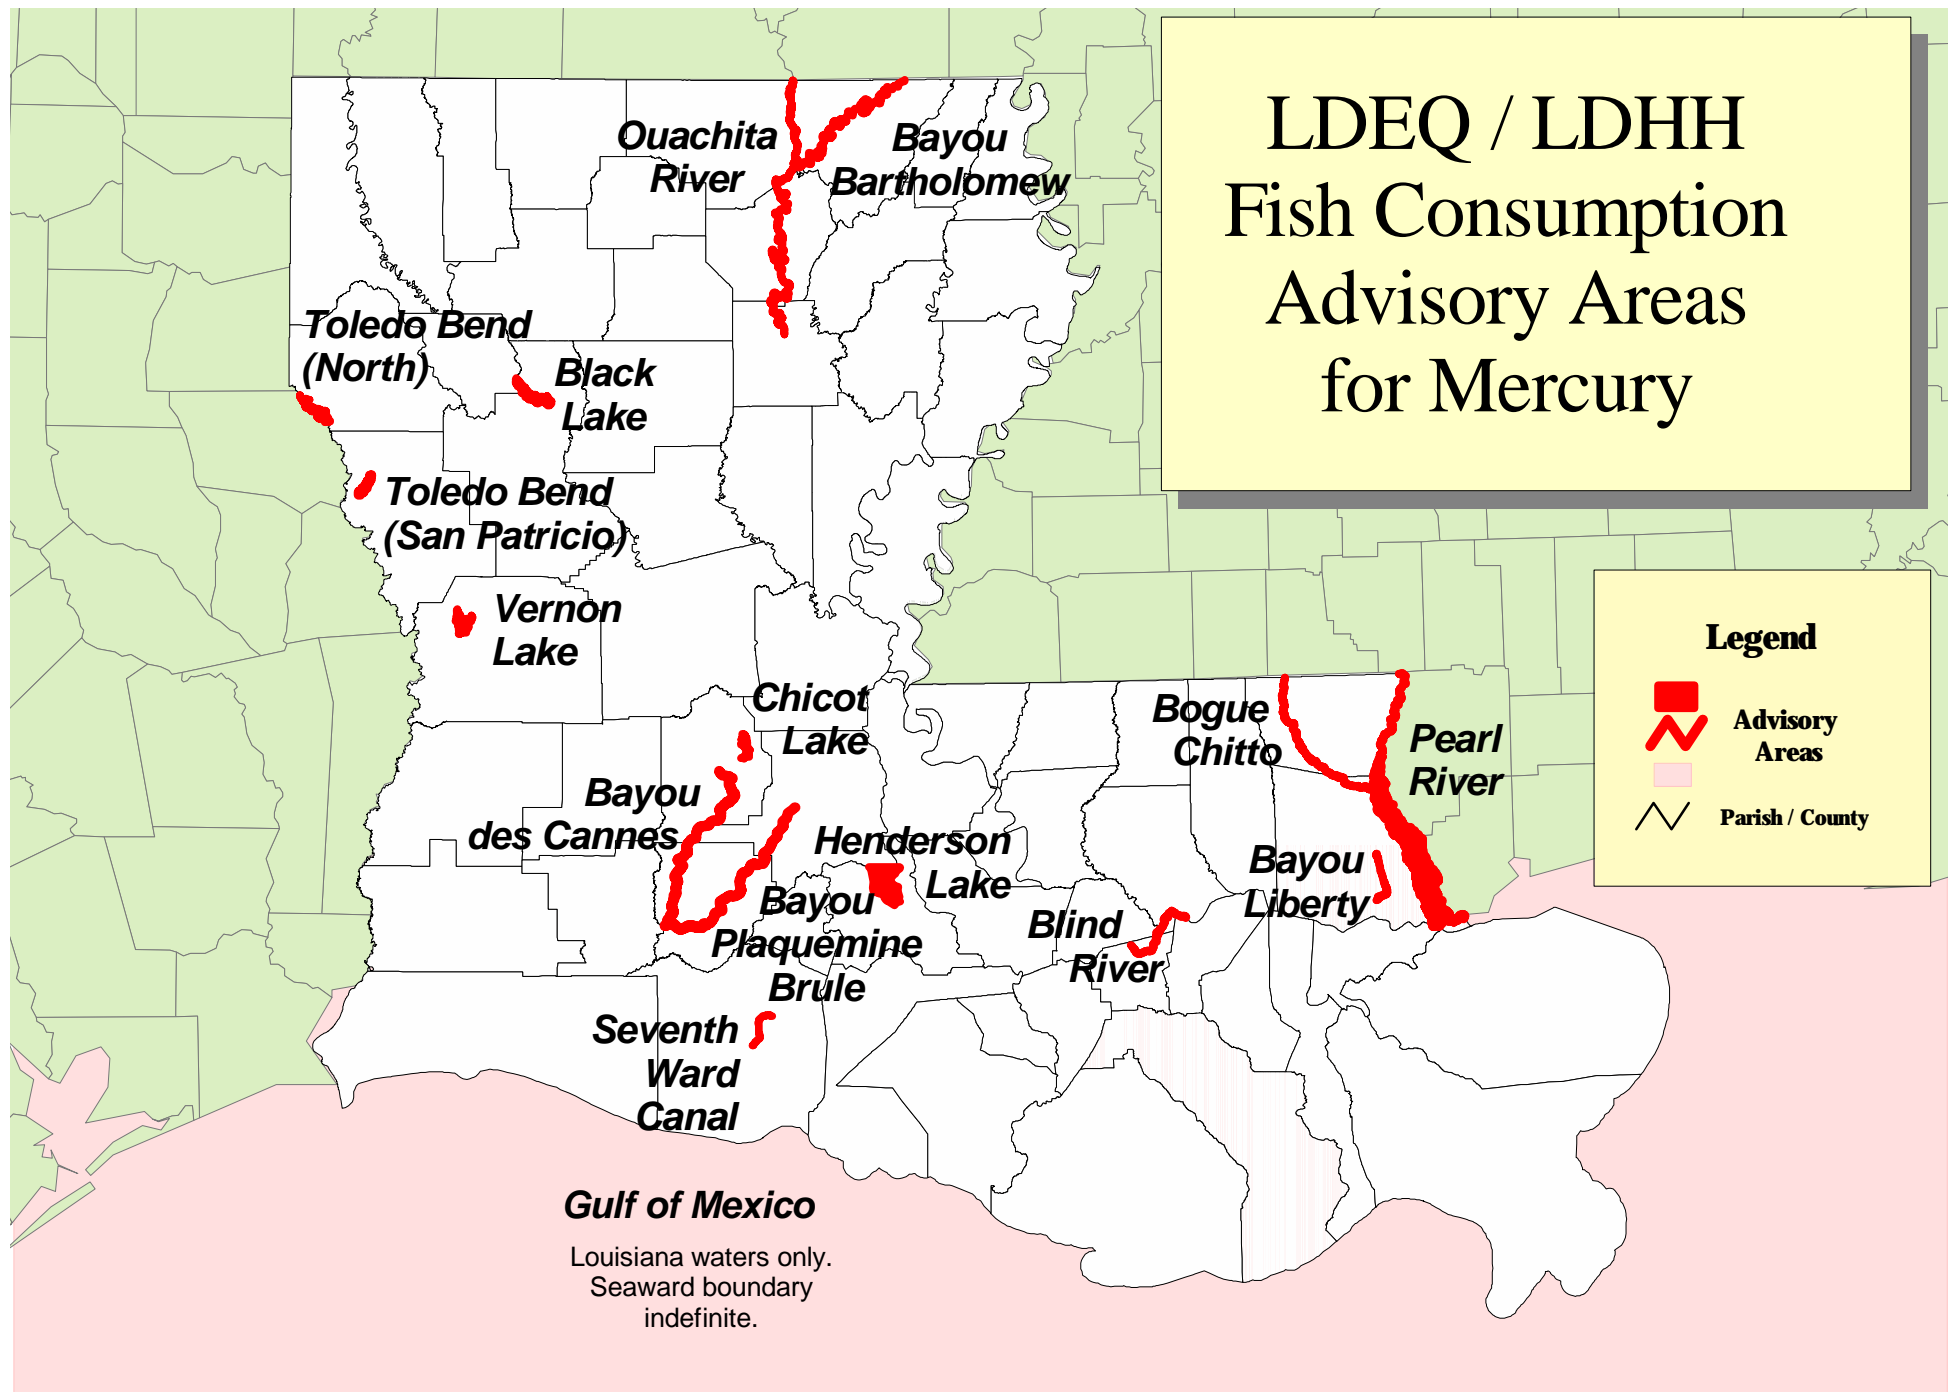 LDEQ / LDHH
Fish Consumption
Advisory Areas
for Mercury
Ouachita
River
Bayou
Bartholomew
Toledo Bend
(North)
Black
Lake
Toledo Bend
(San Patricio)
Vernon
Lake
Legend
Advisory
Areas
Parish / County
Chicot
Lake
Bogue
Chitto
Pearl
River
Bayou
des Cannes
Henderson
Lake
Bayou
Liberty
Bayou
Plaquemine
Brule
Blind
River
Seventh
Ward
Canal
Gulf of Mexico
Louisiana waters only.
Seaward boundary
indefinite.